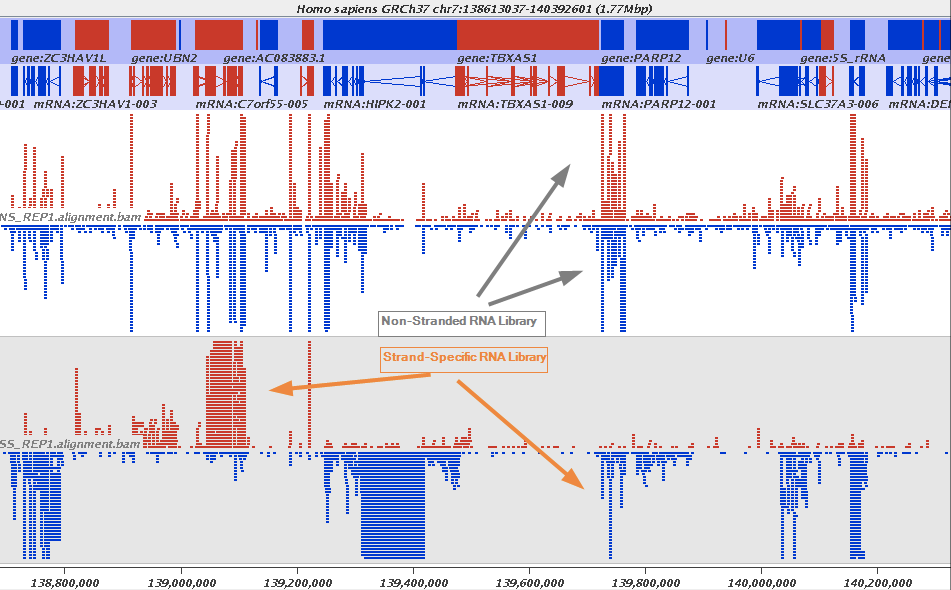 Homo sapiens GRCh37 chr7:138613037-140392601 (1.77Mbp)
gene:ZC3HAV1L gene:UBN2 gene:AC083883.1 gene:TBXAS1 gene:PARP12 gene:U6 gene:5S_rRNA gene
-001 mRNA:ZC3HAV1-003 mRNA:C7orf55-005 mRNA:HIPK2-001 mRNA:TBXAS1-009 mRNA:PARP12-001 mRNA:SLC37A3-006 mRNA:DE
NS_REP1.alignment.bam
Non-Stranded RNA Library
Strand-Specific RNA Library
SS_REP1.alignment.bam
138,800,000 139,000,000 139,200,000 139,400,000 139,600,000 139,800,000 140,000,000 140,200,000